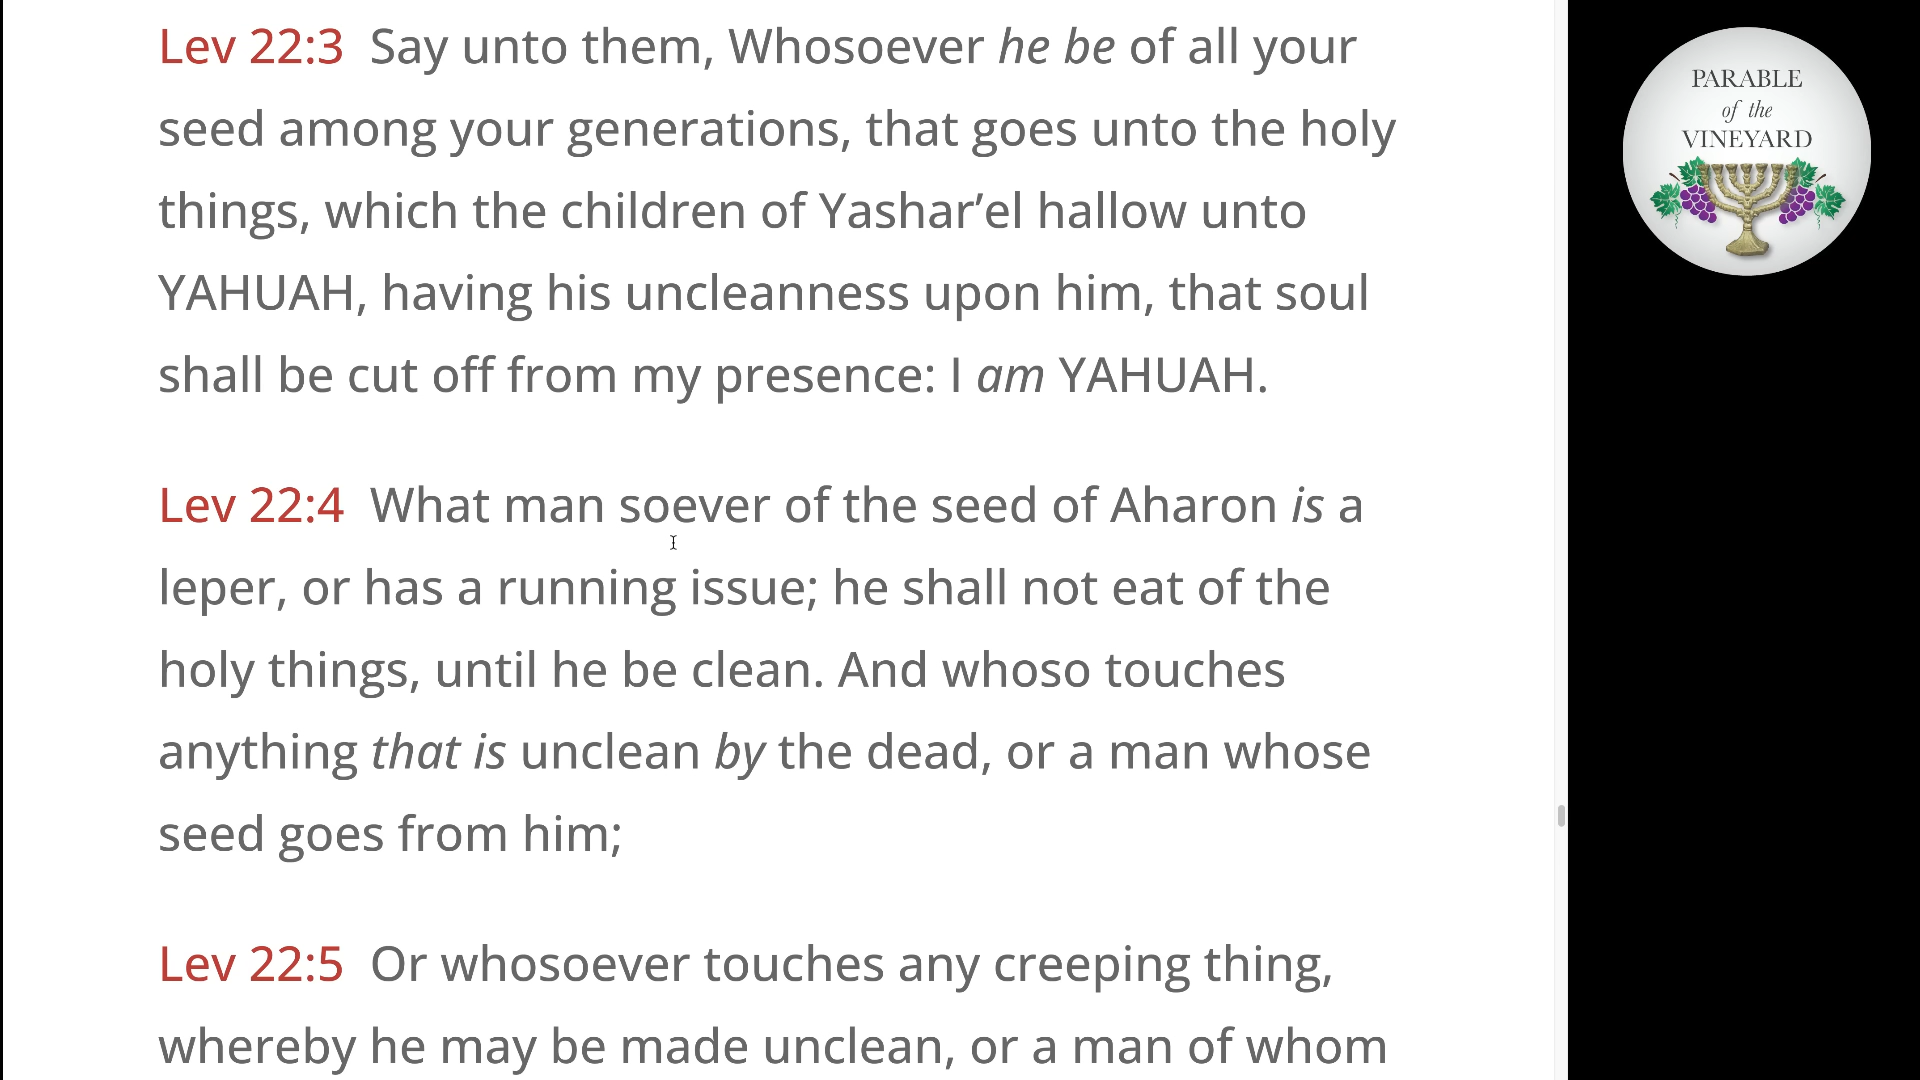 Lev 22:3 Say unto them, Whosoever he be of all your
seed among your generations, that goes unto the holy
things, which the children of Yashar’el hallow unto
YAHUAH, having his uncleanness upon him, that soul
shall be cut off from my presence: I am YAHUAH.
Lev 22:4 What man soever of the seed of Aharon is a
leper, or has a running issue; he shall not eat of the
holy things, until he be clean. And whoso touches
anything that is unclean by the dead, or a man whose
seed goes from him;
Lev 22:5 Or whosoever touches any creeping thing,
whereby he may be made unclean, or a man of whom
PARABLE
of the
VINEYARD